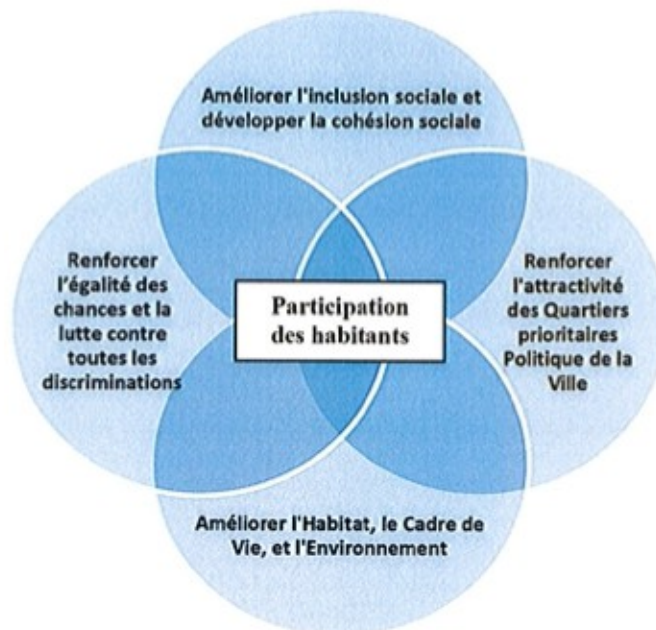 Améliorer l'inclusion sociale et
développer la cohésion sociale
Renforcer
l'égalité des
chances et la
lutte contre
toutes les
discriminations
Participation
des habitants
Renforcer
l'attractivité
des Quartiers
prioritaires
Politique de la
Ville
Améliorer l'Habitat, le Cadre de
Vie, et l'Environnement